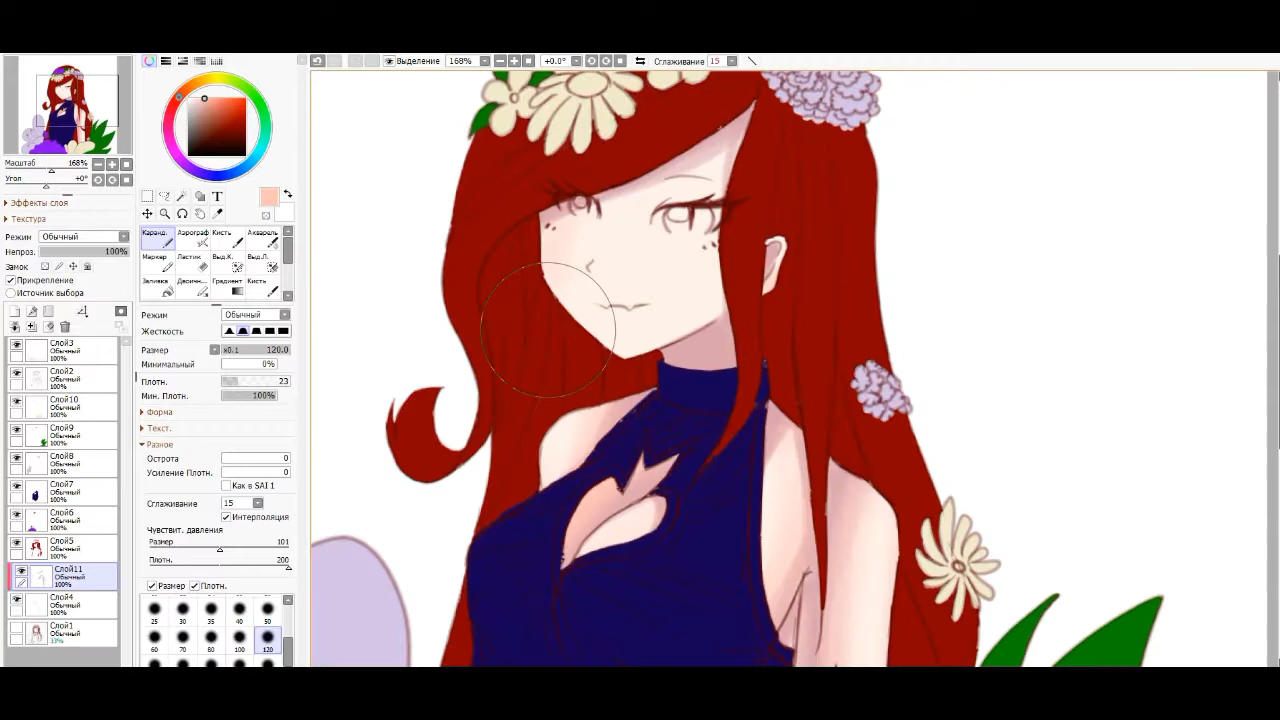 Выделение 168% +0.0° Сглаживание 15
Масштаб 168%
Угол +0°
Эффекты слоя
Текстура
Режим Обычный
Непроз. 100%
Замок
Прикрепление
Источник выбора
Слой3
Обычный
100%
Слой2
Обычный
100%
Слой10
Обычный
100%
Слой9
Обычный
100%
Слой8
Обычный
100%
Слой7
Обычный
100%
Слой6
Обычный
100%
Слой5
Обычный
100%
Слой11
Обычный
100%
Слой4
Обычный
100%
Слой1
Обычный
33%
T
Каранд. Аэрограф Кисть Акварель
Маркер Ластик Выд.К. Выд.Л.
Заливка Двоичн... Градиент Кисть
Режим Обычный
Жесткость
Размер x0.1 120.0
Минимальный 0%
Плотн. 23
Мин. Плотн. 100%
Форма
Текст.
Разное
Острота 0
Усиление Плотн. 0
Как в SAI 1
Сглаживание 15
Интерполяция
Чувствит. давления
Размер 101
Плотн. 200
Размер Плотн.
25 30 35 40 50
60 70 80 100 120